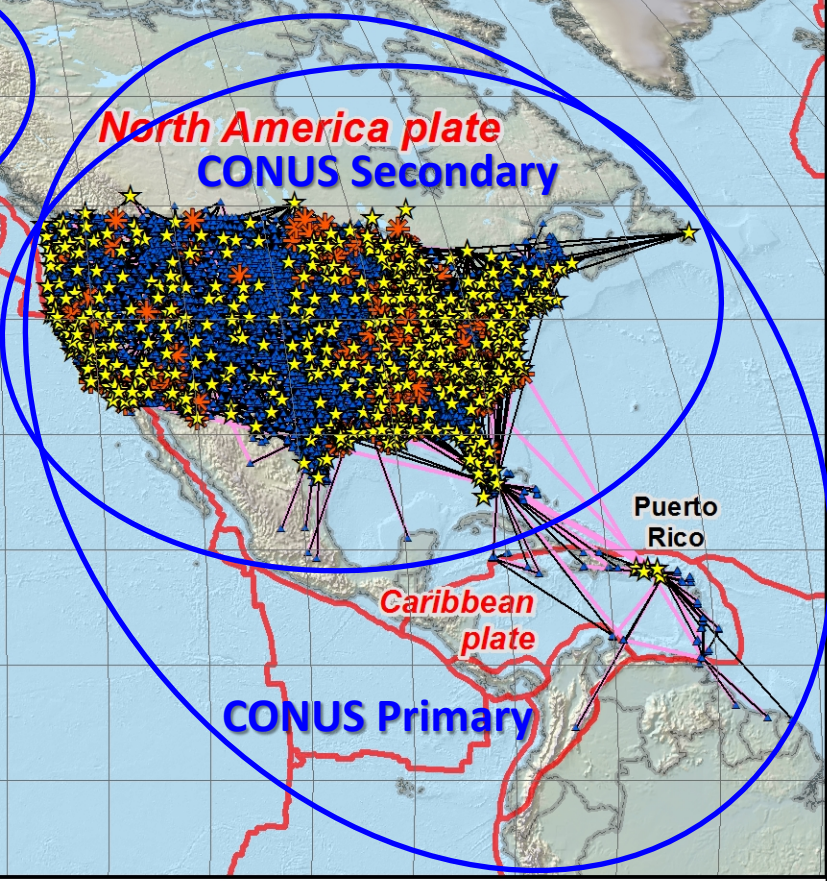 North America plate
CONUS Secondary
Puerto
Rico
Caribbean
plate
CONUS Primary